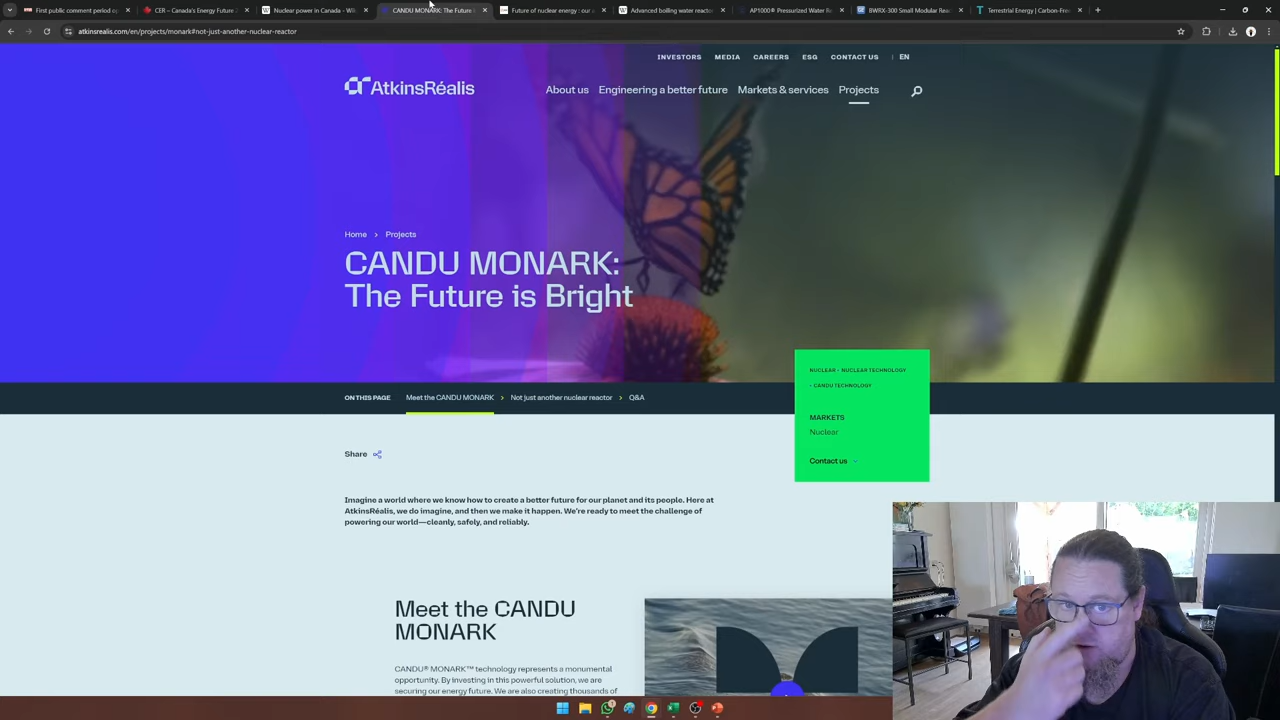 First public comment period op
CER – Canada's Energy Future
Nuclear power in Canada - Wik
CANDU MONARK: The Future i
Future of nuclear energy : our a
Advanced boiling water reactor
AP1000® Pressurized Water Re
BWRX-300 Small Modular Reac
Terrestrial Energy | Carbon-Free
atkinsrealis.com/en/projects/monark#not-just-another-nuclear-reactor
INVESTORS MEDIA CAREERS ESG CONTACT US | EN
AtkinsRéalis
About us Engineering a better future Markets & services Projects
Home > Projects
CANDU MONARK:
The Future is Bright
NUCLEAR - NUCLEAR TECHNOLOGY
- CANDU TECHNOLOGY
MARKETS
Nuclear
Contact us
ON THIS PAGE Meet the CANDU MONARK > Not just another nuclear reactor > Q&A
Share
Imagine a world where we know how to create a better future for our planet and its people. Here at
AtkinsRéalis, we do imagine, and then we make it happen. We're ready to meet the challenge of
powering our world—cleanly, safely, and reliably.
Meet the CANDU
MONARK
CANDU® MONARK™ technology represents a monumental
opportunity. By investing in this powerful solution, we are
securing our energy future. We are also creating thousands of